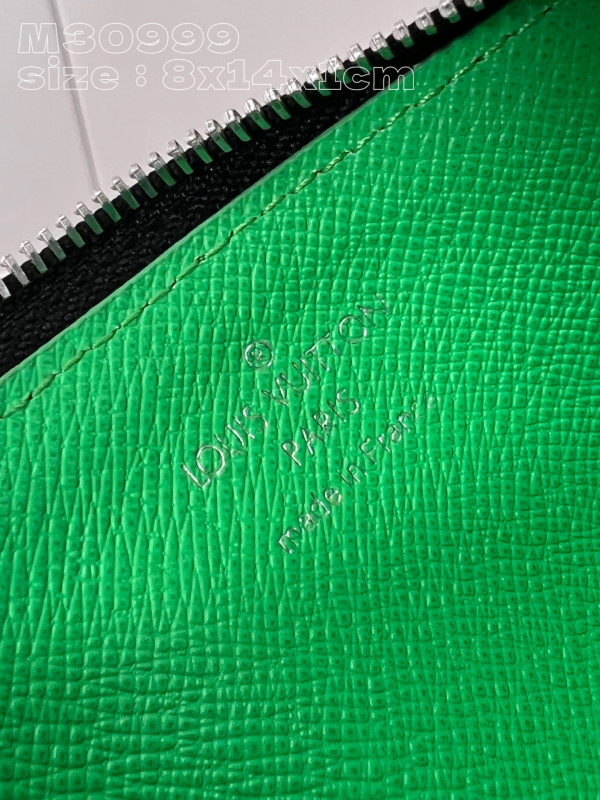 M30999
size : 8x14x1cm
®
LOUIS VUITTON
PARIS
made in France